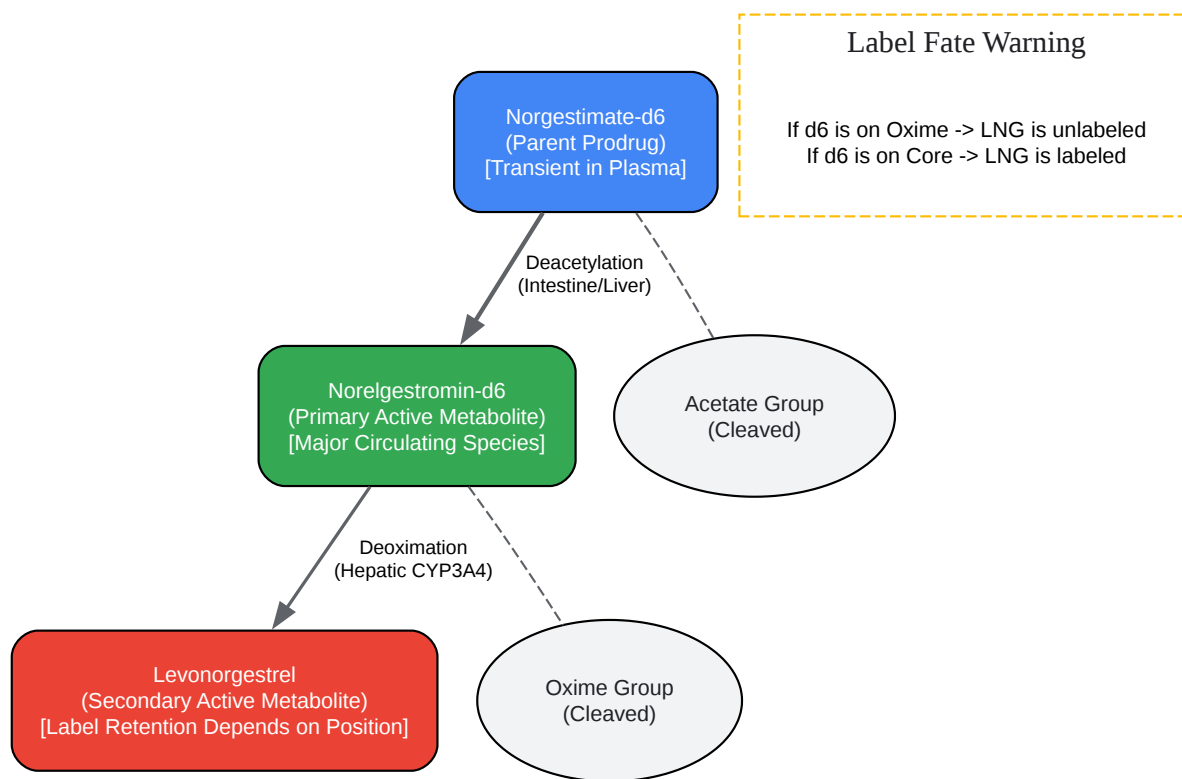 Label Fate Warning
If d6 is on Oxime -> LNG is unlabeled
If d6 is on Core -> LNG is labeled
Norgestimate-d6
(Parent Prodrug)
[Transient in Plasma]
Deacetylation
(Intestine/Liver)
Norelgestromin-d6
(Primary Active Metabolite)
[Major Circulating Species]
Acetate Group
(Cleaved)
Deoximation
(Hepatic CYP3A4)
Levonorgestrel
(Secondary Active Metabolite)
[Label Retention Depends on Position]
Oxime Group
(Cleaved)